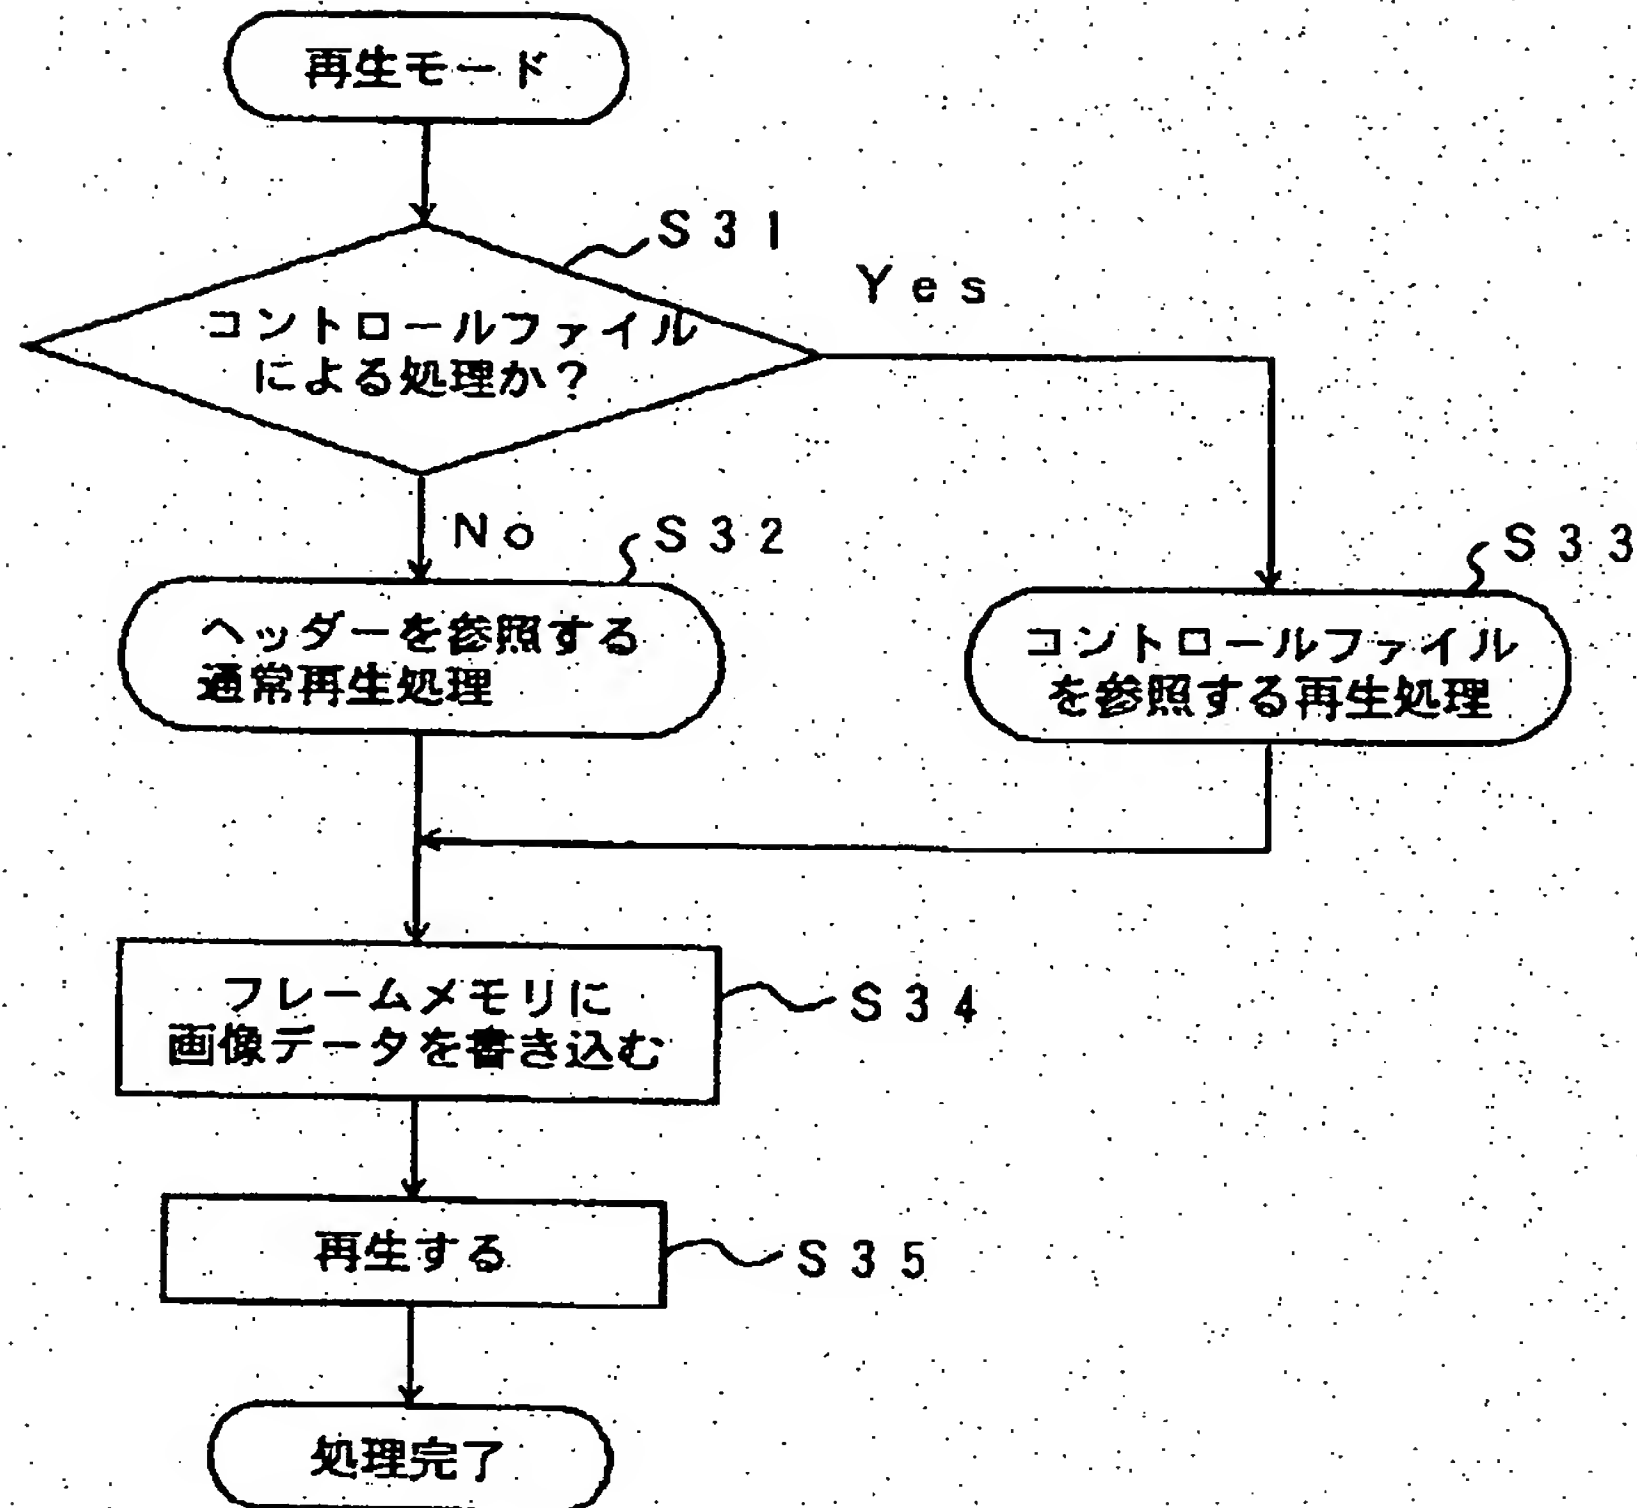 再生モード
S31
Yes
コントロールファイル
による処理か？
No
S32
S33
ヘッダーを参照する
通常再生処理
コントロールファイル
を参照する再生処理
フレームメモリに
画像データを書き込む
S34
再生する
S35
処理完了